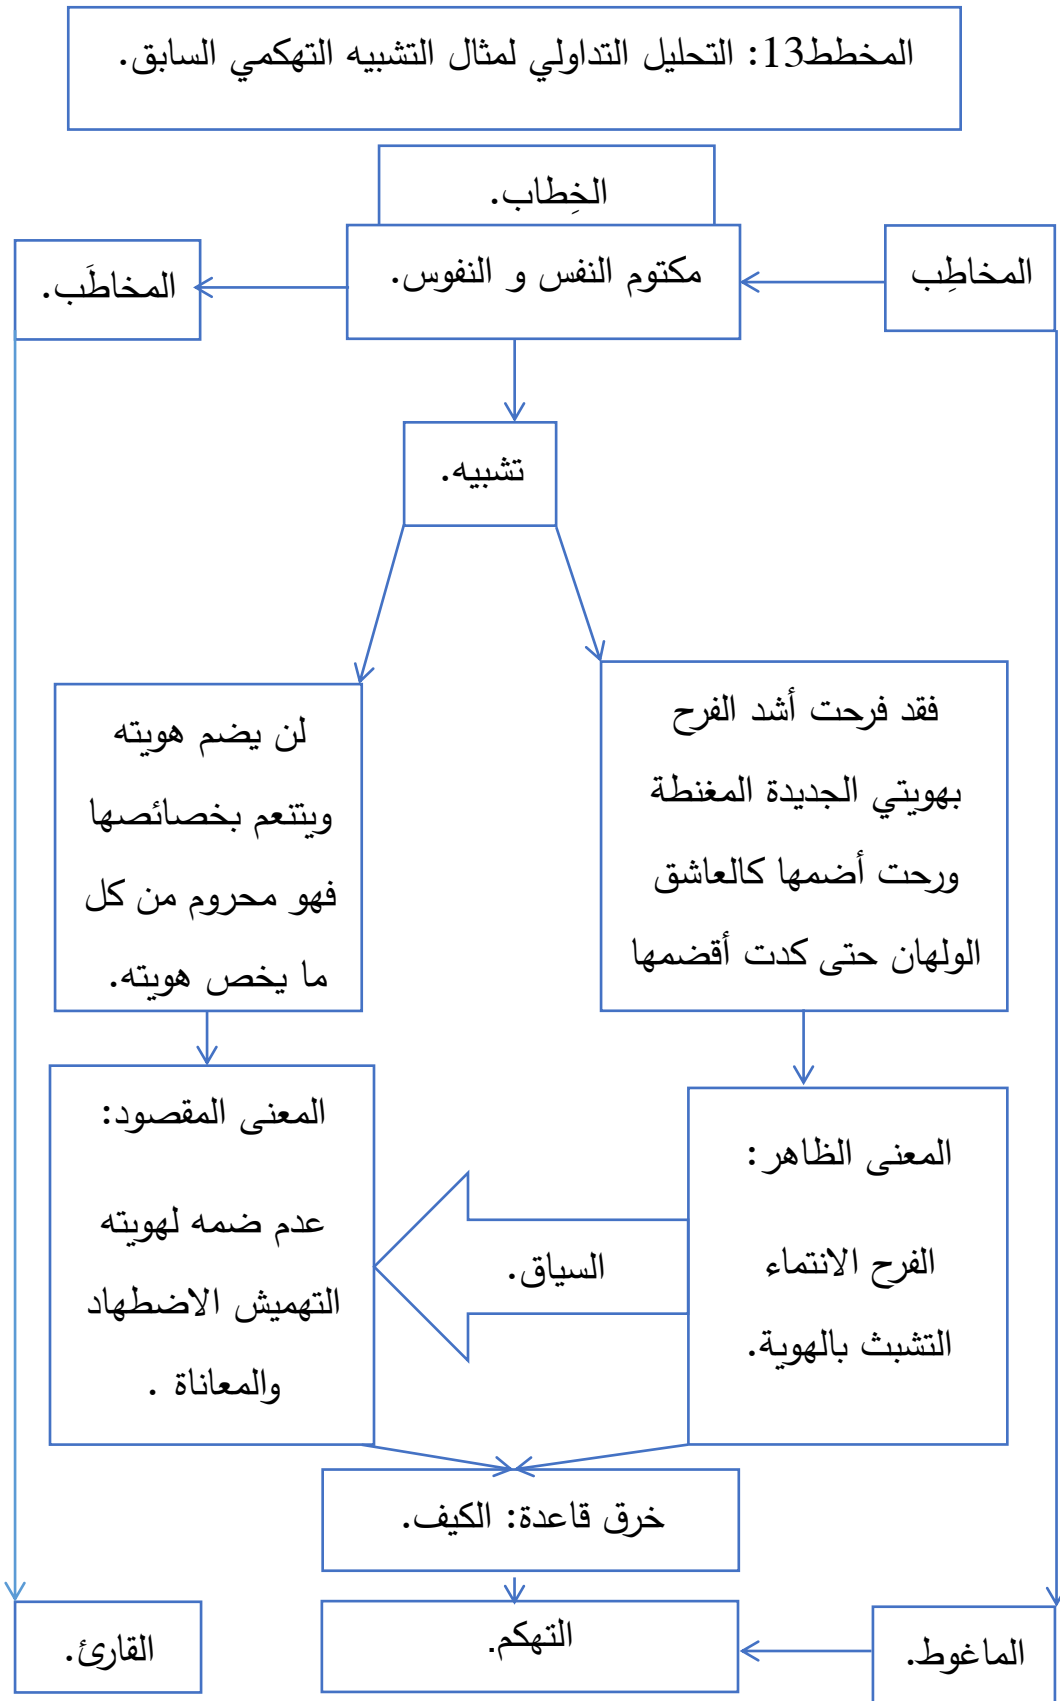 المخطط13: التحليل التداولي لمثال التشبيه التهكمي السابق.
الخِطاب.
المخاطِب
مكتوم النفس و النفوس.
المخاطَب.
تشبيه.
فقد فرحت أشد الفرح
بهويتي الجديدة المغنطة
ورحت أضمها كالعاشق
الولهان حتى كدت أقضمها
لن يضم هويته
ويتنعم بخصائصها
فهو محروم من كل
ما يخص هويته.
المعنى الظاهر:
الفرح الانتماء
التشبث بالهوية.
السياق.
المعنى المقصود:
عدم ضمه لهويته
التهميش الاضطهاد
والمعاناة .
خرق قاعدة: الكيف.
الماغوط.
التهكم.
القارئ.